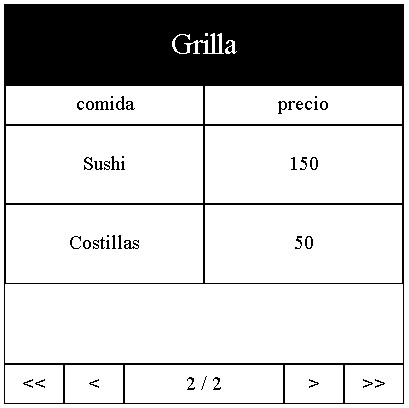 Grilla
comida precio
Sushi 150
Costillas 50
<< < 2 / 2 > >>